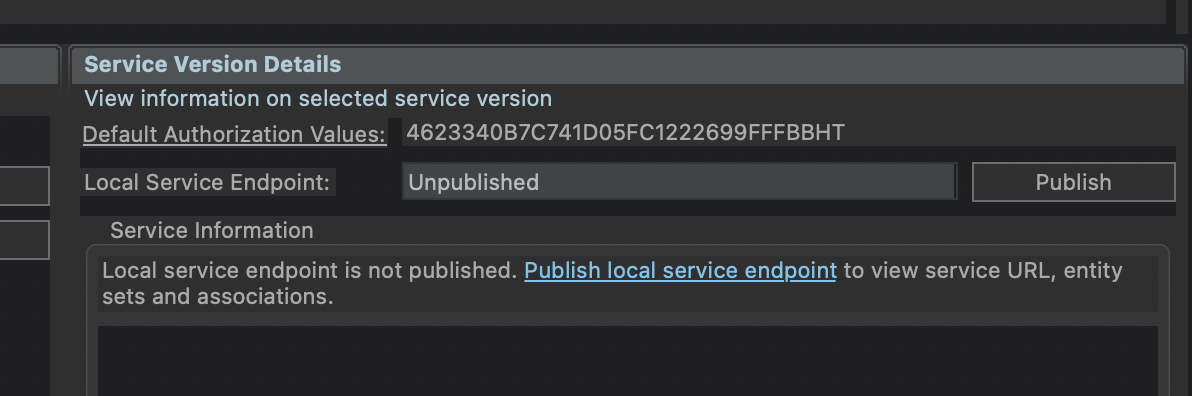 Service Version Details
View information on selected service version
Default Authorization Values: 4623340B7C741D05FC1222699FFFBBHT
Local Service Endpoint: Unpublished Publish
Service Information
Local service endpoint is not published. Publish local service endpoint to view service URL, entity
sets and associations.